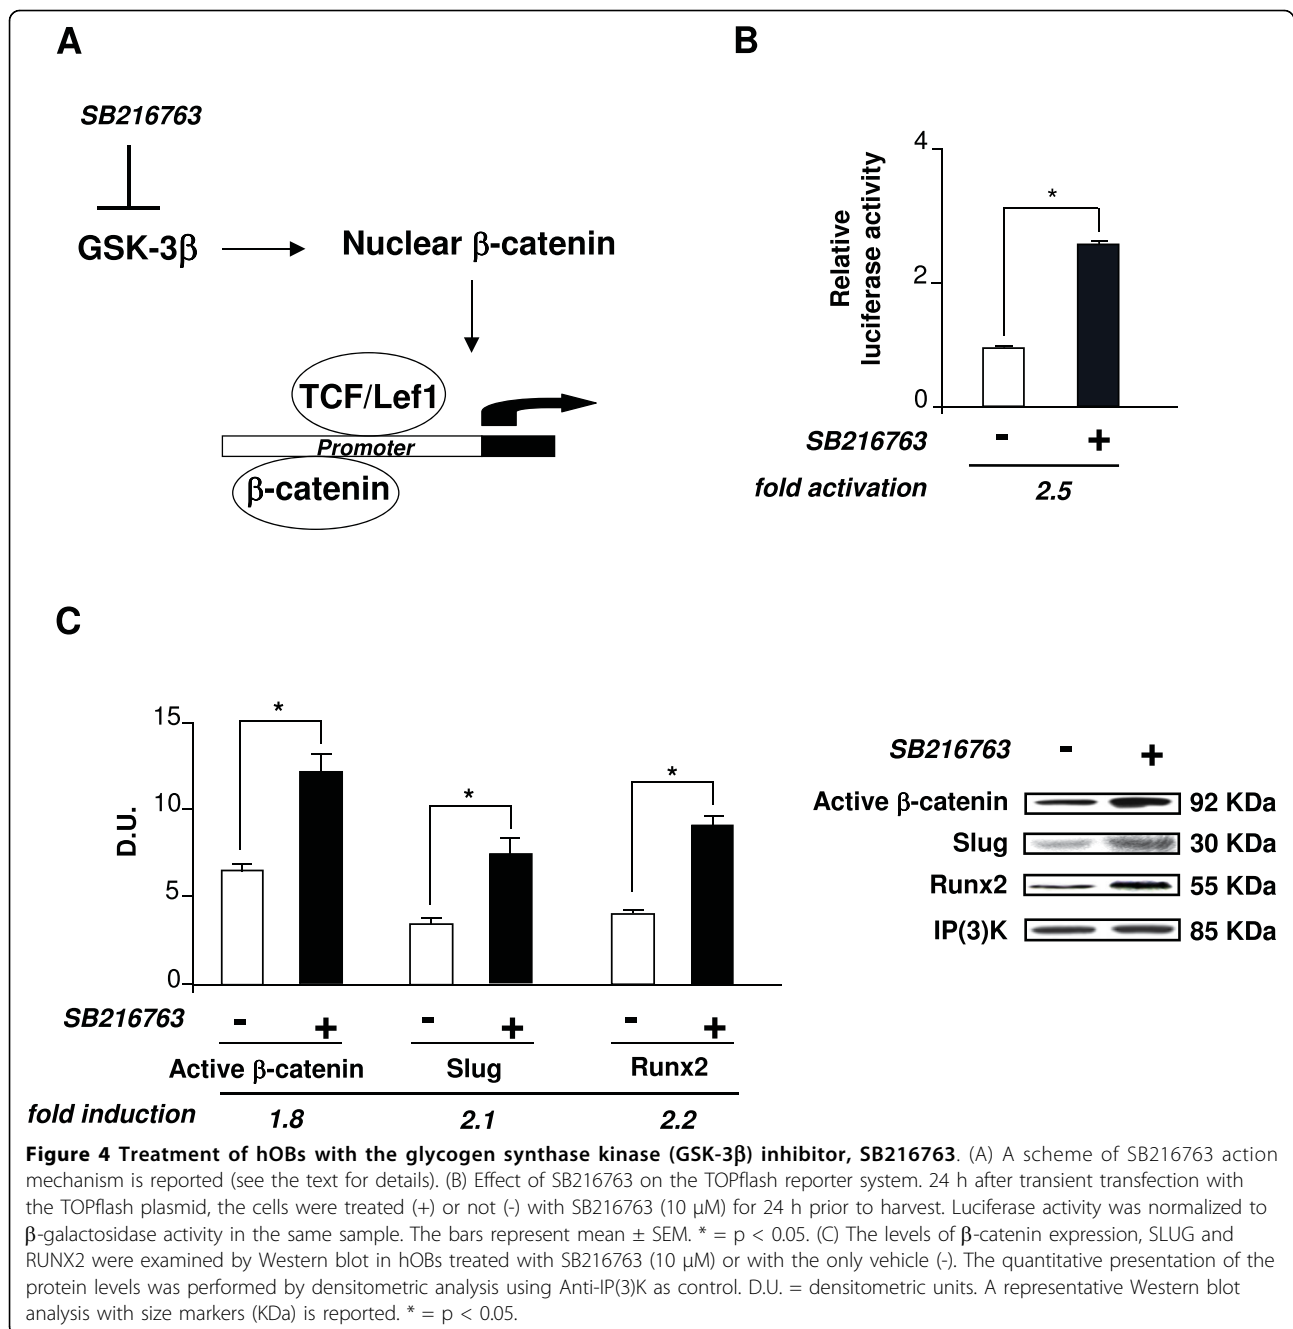 A
SB216763
GSK-3β
Nuclear β-catenin
TCF/Lef1
Promoter
β-catenin
B
Relative
luciferase activity
4
2
0
*
SB216763 - +
fold activation 2.5
C
D.U.
15
10
5
0
* * *
SB216763 - + - + - +
Active β-catenin Slug Runx2
fold induction 1.8 2.1 2.2
SB216763 - +
Active β-catenin 92 KDa
Slug 30 KDa
Runx2 55 KDa
IP(3)K 85 KDa
Figure 4 Treatment of hOBs with the glycogen synthase kinase (GSK-3β) inhibitor, SB216763. (A) A scheme of SB216763 action
mechanism is reported (see the text for details). (B) Effect of SB216763 on the TOPflash reporter system. 24 h after transient transfection with
the TOPflash plasmid, the cells were treated (+) or not (-) with SB216763 (10 μM) for 24 h prior to harvest. Luciferase activity was normalized to
β-galactosidase activity in the same sample. The bars represent mean ± SEM. * = p < 0.05. (C) The levels of β-catenin expression, SLUG and
RUNX2 were examined by Western blot in hOBs treated with SB216763 (10 μM) or with the only vehicle (-). The quantitative presentation of the
protein levels was performed by densitometric analysis using Anti-IP(3)K as control. D.U. = densitometric units. A representative Western blot
analysis with size markers (KDa) is reported. * = p < 0.05.